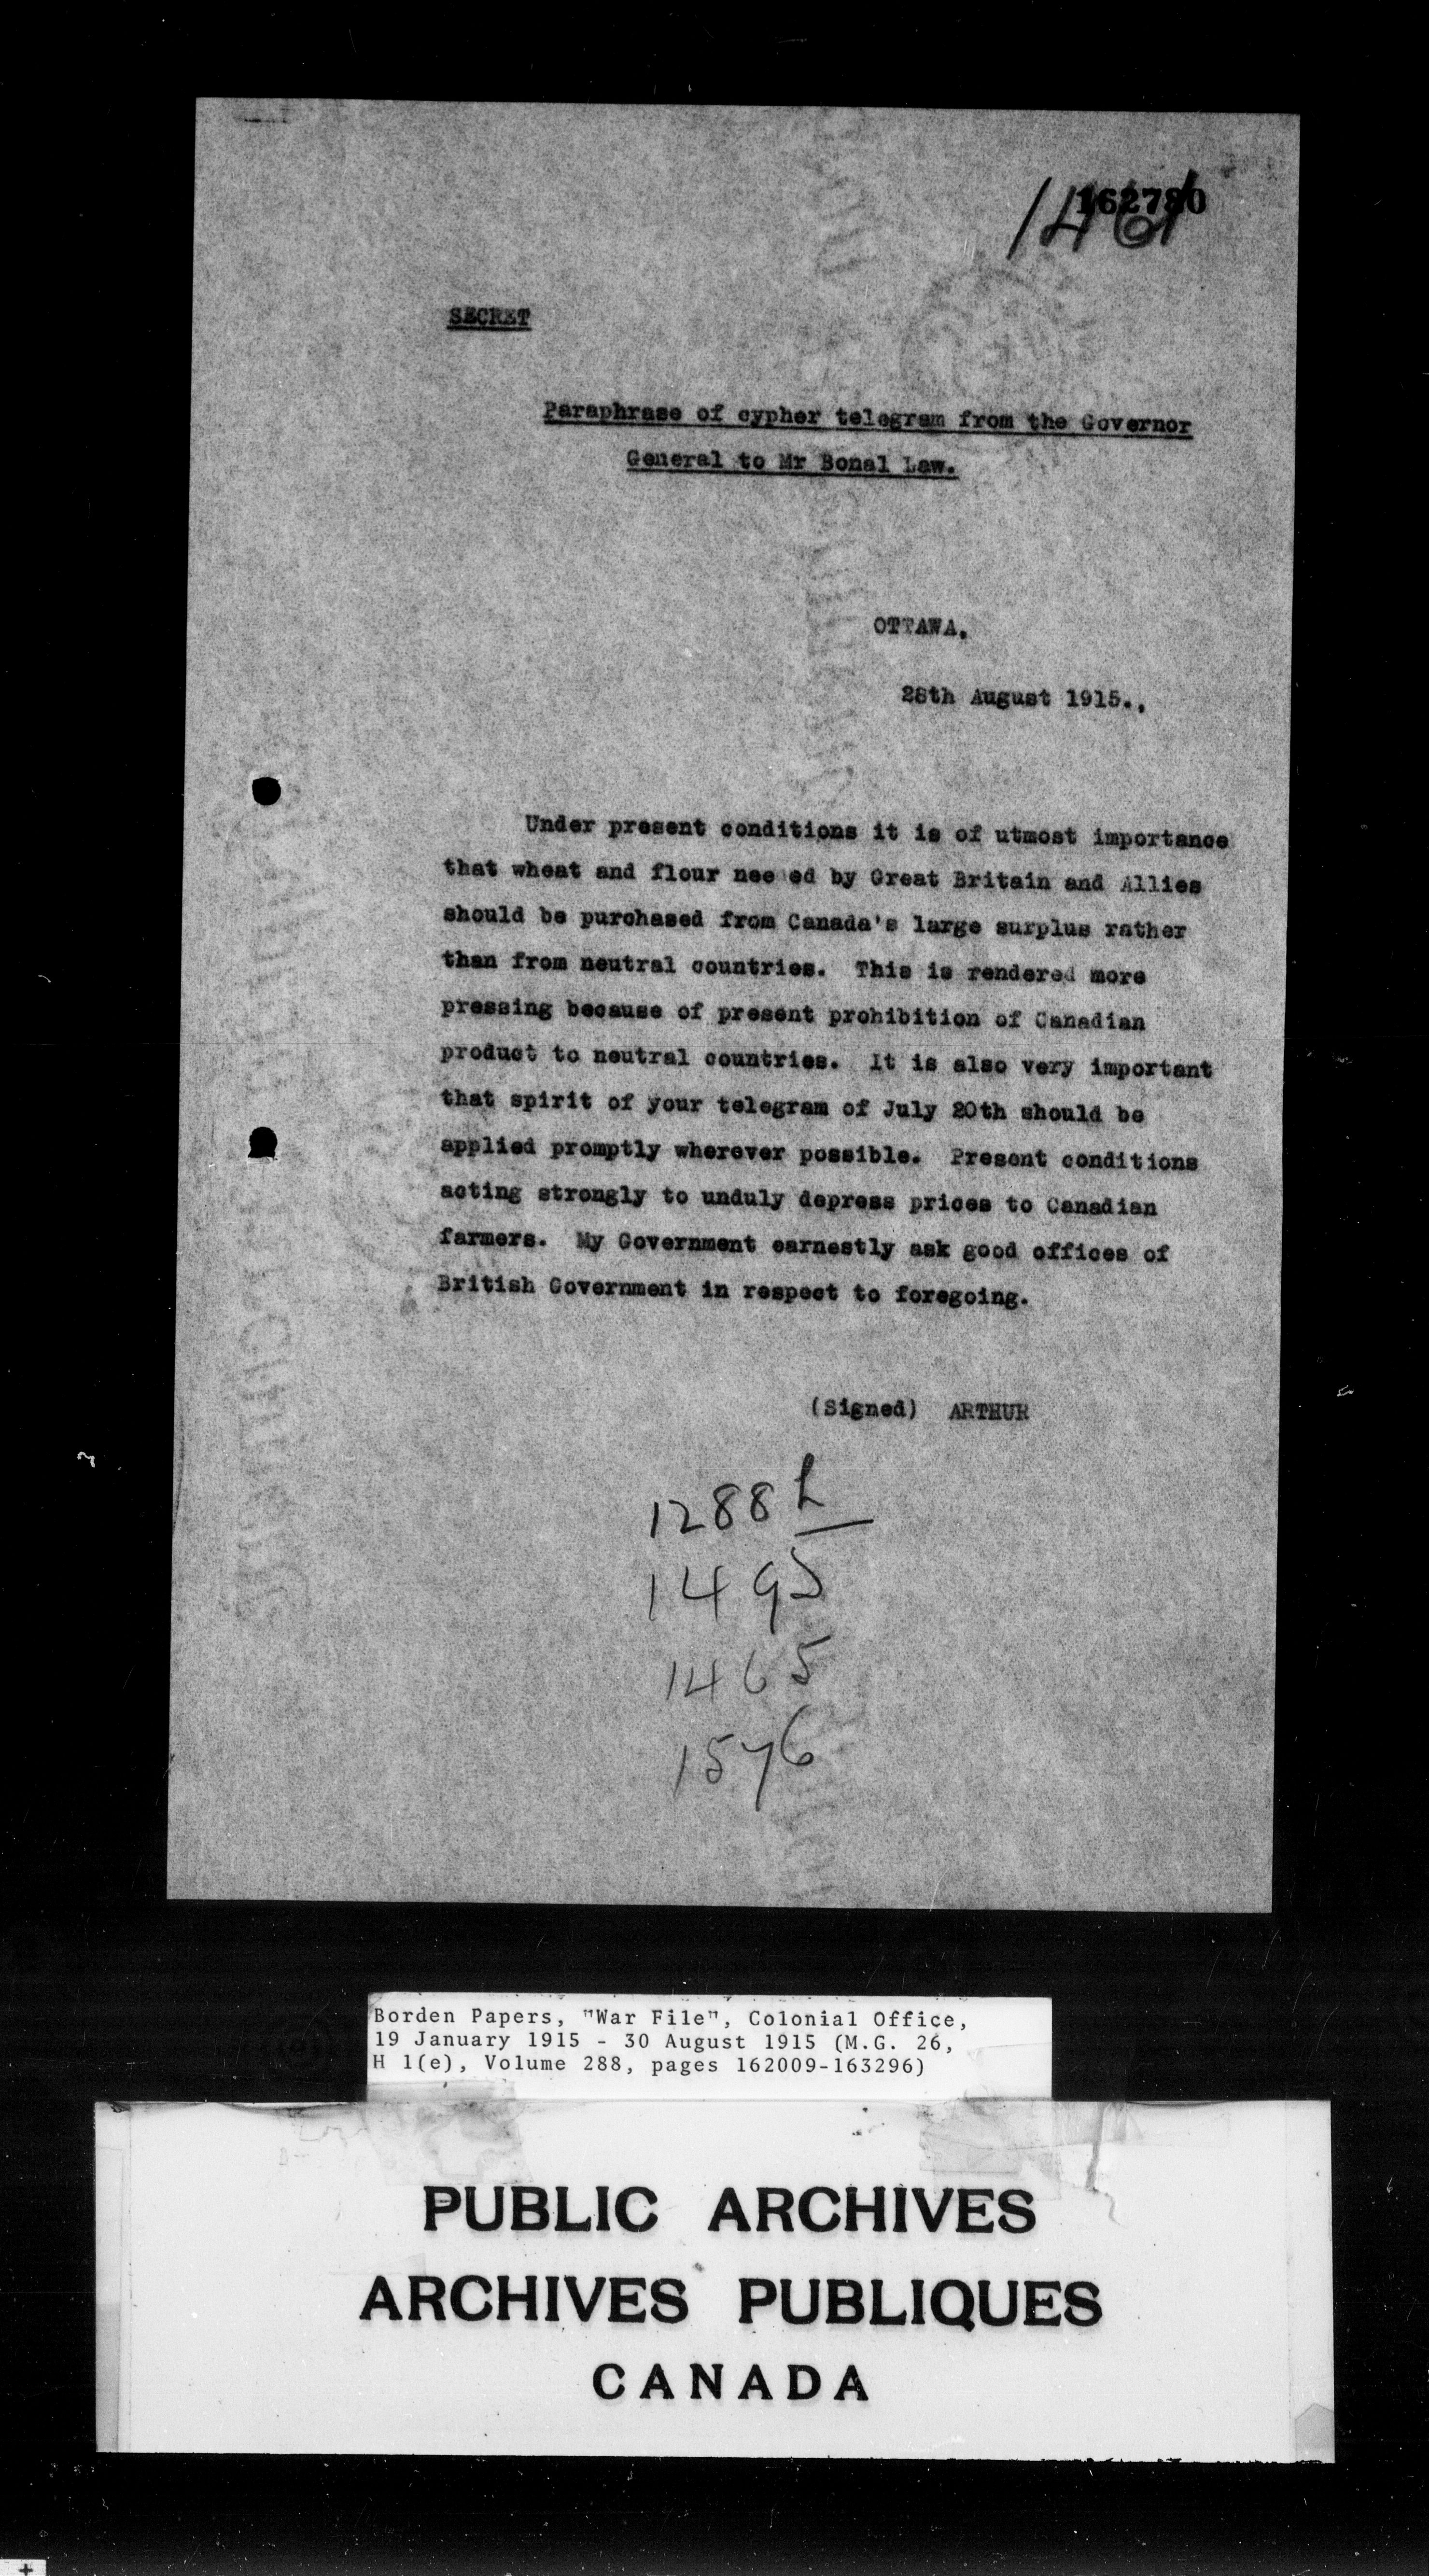 162780
1461
SECRET
Paraphrase of cypher telegram from the Governor
General to Mr Bonal Law.
OTTAWA.
28th August 1915.,
Under present conditions it is of utmost importance
that wheat and flour nee ed by Great Britain and Allies
should be purchased from Canada's large surplus rather
than from neutral countries. This is rendered more
pressing because of present prohibition of Canadian
product to neutral countries. It is also very important
that spirit of your telegram of July 20th should be
applied promptly wherever possible. Present conditions
acting strongly to unduly depress prices to Canadian
farmers. My Government earnestly ask good offices of
British Government in respect to foregoing.
(Signed) ARTHUR
1288 L
1495
1465
1576
Borden Papers, "War File", Colonial Office,
19 January 1915 - 30 August 1915 (M.G. 26,
H 1(e), Volume 288, pages 162009-163296)
PUBLIC ARCHIVES
ARCHIVES PUBLIQUES
CANADA